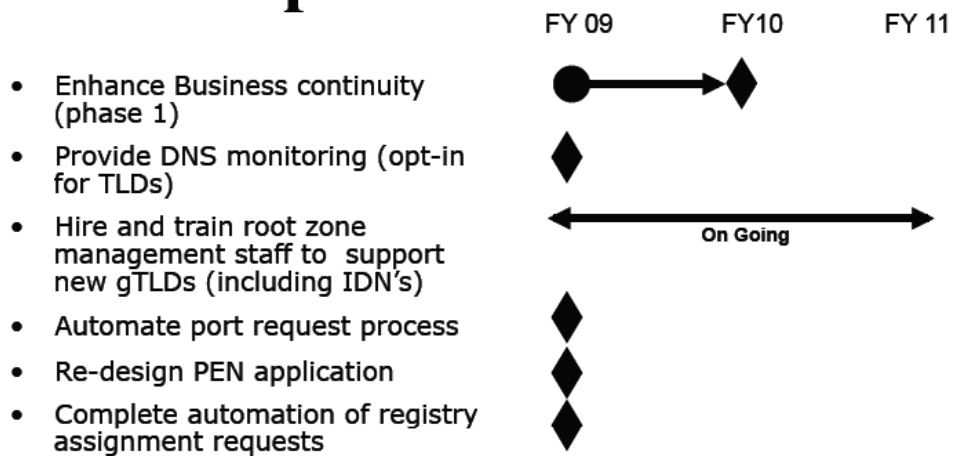 FY 09 FY10 FY 11
• Enhance Business continuity
(phase 1)
• Provide DNS monitoring (opt-in
for TLDs)
• Hire and train root zone
management staff to support
new gTLDs (including IDN's)
On Going
• Automate port request process
• Re-design PEN application
• Complete automation of registry
assignment requests